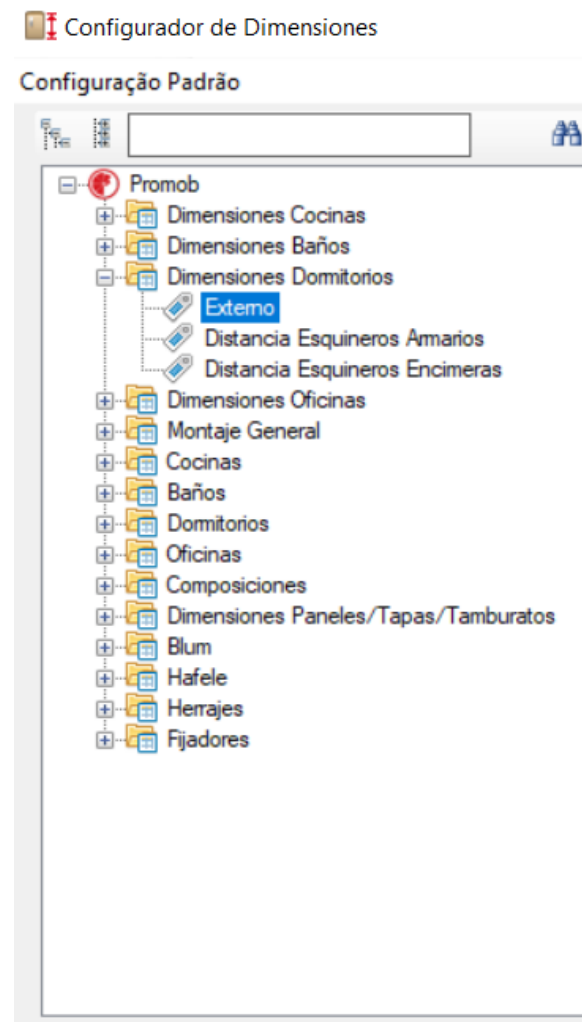 Configurador de Dimensiones
Configuração Padrão
Promob
Dimensiones Cocinas
Dimensiones Baños
Dimensiones Dormitorios
Externo
Distancia Esquineros Armarios
Distancia Esquineros Encimeras
Dimensiones Oficinas
Montaje General
Cocinas
Baños
Dormitorios
Oficinas
Composiciones
Dimensiones Paneles/Tapas/Tamburatos
Blum
Hafele
Herrajes
Fijadores